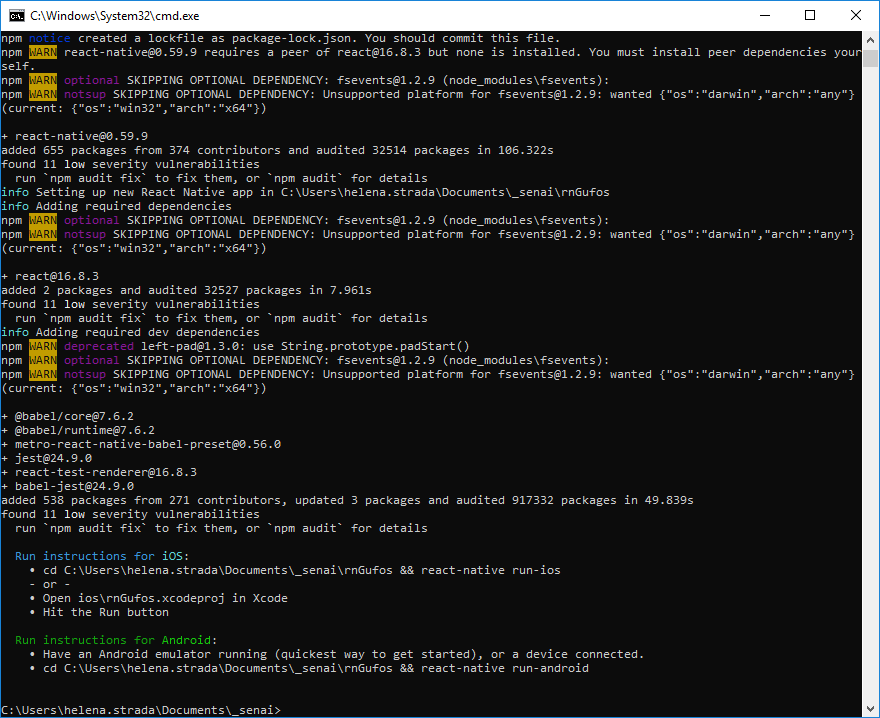 C:\Windows\System32\cmd.exe
npm notice created a lockfile as package-lock.json. You should commit this file.
npm WARN react-native@0.59.9 requires a peer of react@16.8.3 but none is installed. You must install peer dependencies your
self.
npm WARN optional SKIPPING OPTIONAL DEPENDENCY: fsevents@1.2.9 (node_modules\fsevents):
npm WARN notsup SKIPPING OPTIONAL DEPENDENCY: Unsupported platform for fsevents@1.2.9: wanted {"os":"darwin","arch":"any"}
(current: {"os":"win32","arch":"x64"})
+ react-native@0.59.9
added 655 packages from 374 contributors and audited 32514 packages in 106.322s
found 11 low severity vulnerabilities
run `npm audit fix` to fix them, or `npm audit` for details
info Setting up new React Native app in C:\Users\helena.strada\Documents\_senai\rnGufos
info Adding required dependencies
npm WARN optional SKIPPING OPTIONAL DEPENDENCY: fsevents@1.2.9 (node_modules\fsevents):
npm WARN notsup SKIPPING OPTIONAL DEPENDENCY: Unsupported platform for fsevents@1.2.9: wanted {"os":"darwin","arch":"any"}
(current: {"os":"win32","arch":"x64"})
+ react@16.8.3
added 2 packages and audited 32527 packages in 7.961s
found 11 low severity vulnerabilities
run `npm audit fix` to fix them, or `npm audit` for details
info Adding required dev dependencies
npm WARN deprecated left-pad@1.3.0: use String.prototype.padStart()
npm WARN optional SKIPPING OPTIONAL DEPENDENCY: fsevents@1.2.9 (node_modules\fsevents):
npm WARN notsup SKIPPING OPTIONAL DEPENDENCY: Unsupported platform for fsevents@1.2.9: wanted {"os":"darwin","arch":"any"}
(current: {"os":"win32","arch":"x64"})
+ @babel/core@7.6.2
+ @babel/runtime@7.6.2
+ metro-react-native-babel-preset@0.56.0
+ jest@24.9.0
+ react-test-renderer@16.8.3
+ babel-jest@24.9.0
added 538 packages from 271 contributors, updated 3 packages and audited 917332 packages in 49.839s
found 11 low severity vulnerabilities
run `npm audit fix` to fix them, or `npm audit` for details
Run instructions for iOS:
• cd C:\Users\helena.strada\Documents\_senai\rnGufos && react-native run-ios
- or -
• Open ios\rnGufos.xcodeproj in Xcode
• Hit the Run button
Run instructions for Android:
• Have an Android emulator running (quickest way to get started), or a device connected.
• cd C:\Users\helena.strada\Documents\_senai\rnGufos && react-native run-android
C:\Users\helena.strada\Documents\_senai>